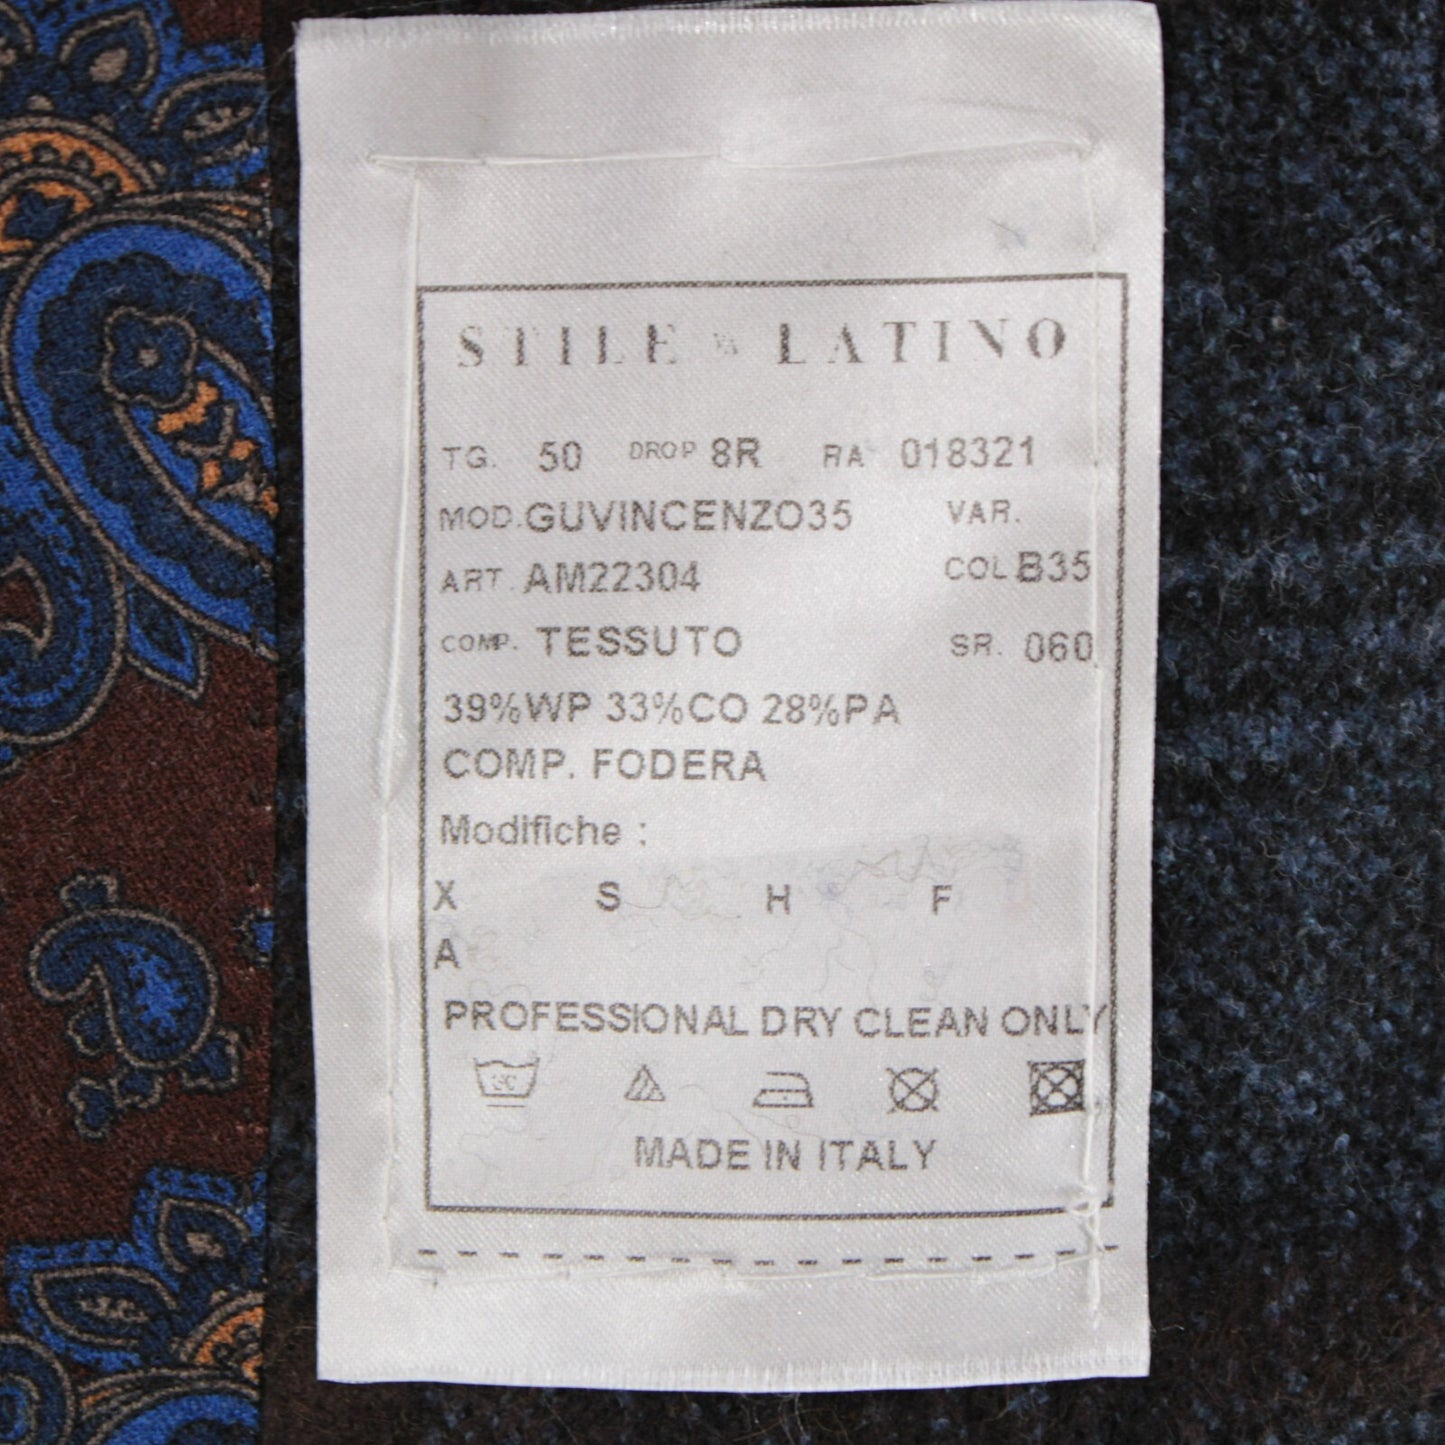 STILE LATINO
TG. 50 DROP 8R RA 018321
MOD. GUVINCENZO35 VAR.
ART. AM22304 COL B35
COMP. TESSUTO SR. 060
39%WP 33%CO 28%PA
COMP. FODERA
Modifiche :
X S H F
A
PROFESSIONAL DRY CLEAN ONLY
MADE IN ITALY